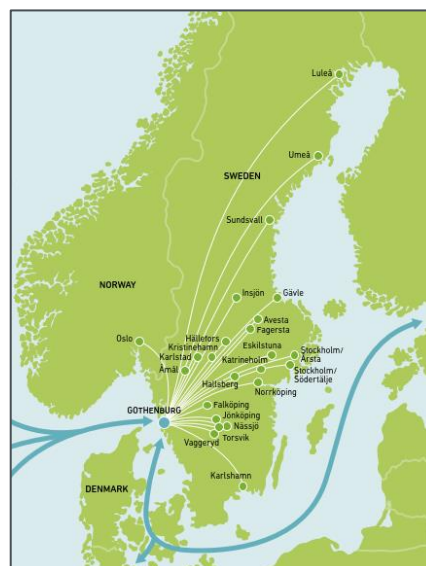 Luleå
Umeå
SWEDEN
Sundsvall
NORWAY
Insjön
Gävle
Avesta
Fagersta
Oslo
Hällefors
Kristinehamn
Eskilstuna
Karlstad
Katrineholm
Stockholm/
Årsta
Åmål
Hallsberg
Stockholm/
Södertälje
Norrköping
GOTHENBURG
Falköping
Jönköping
Nässjö
Torsvik
Vaggeryd
Karlshamn
DENMARK